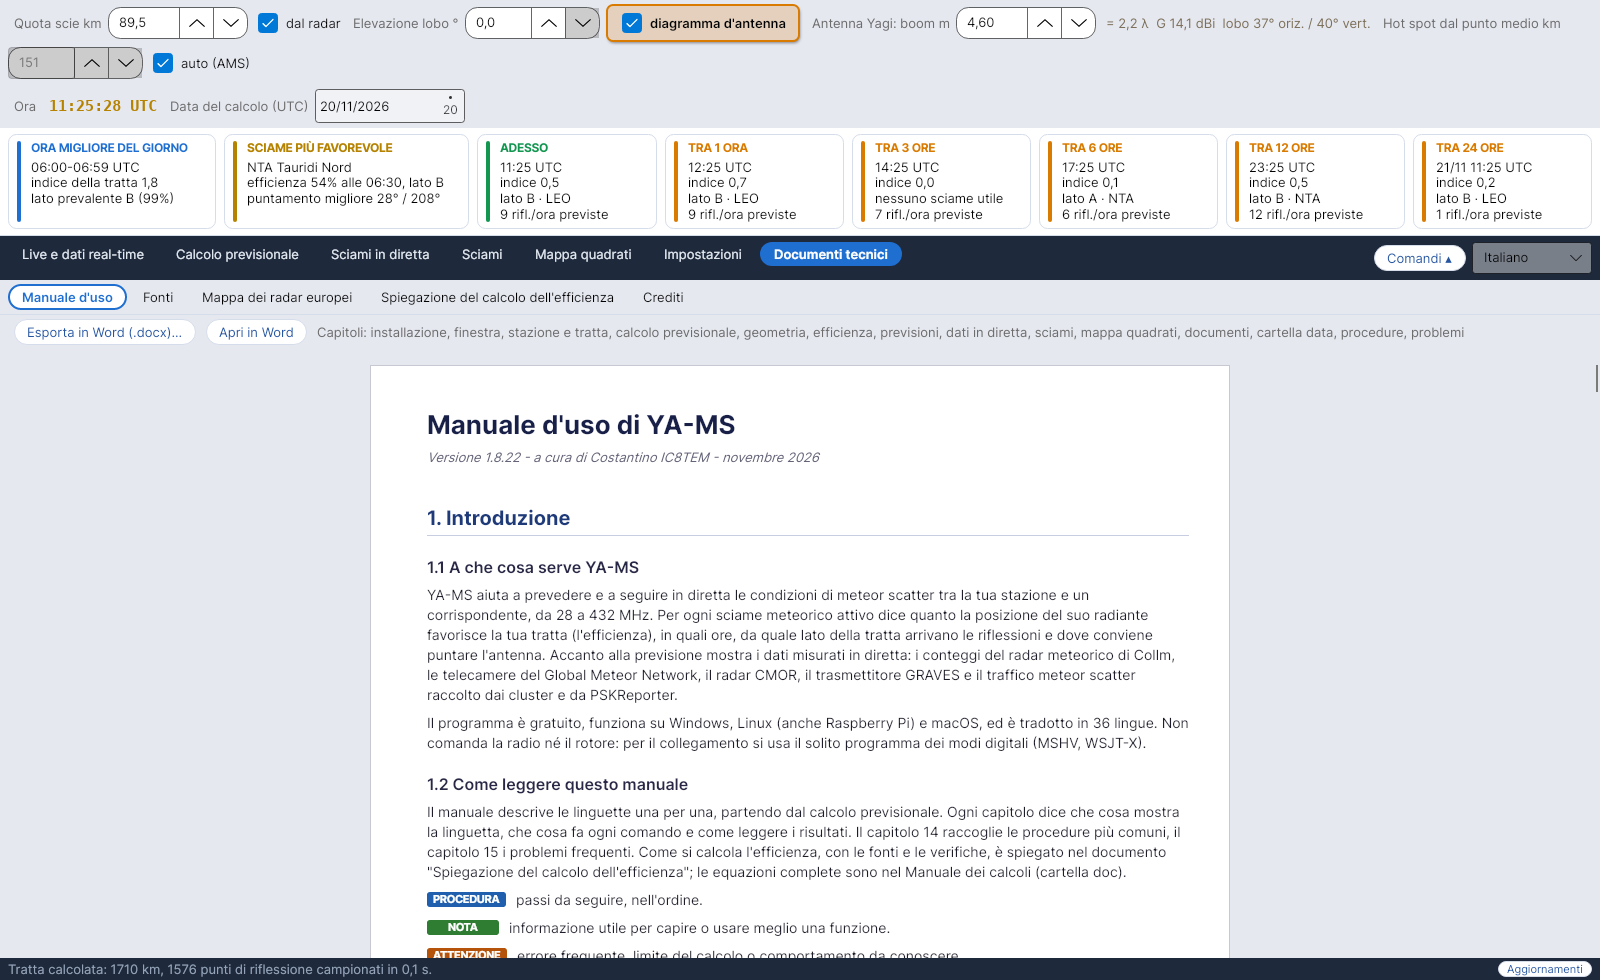 Quota scie km 89,5 dal radar Elevazione lobo ° 0,0 diagramma d'antenna Antenna Yagi: boom m 4,60 = 2,2 λ G 14,1 dBi lobo 37° oriz. / 40° vert. Hot spot dal punto medio km
151 auto (AMS)
Ora 11:25:28 UTC Data del calcolo (UTC) 20/11/2026 20
ORA MIGLIORE DEL GIORNO
06:00-06:59 UTC
indice della tratta 1,8
lato prevalente B (99%)
SCIAME PIÙ FAVOREVOLE
NTA Tauridi Nord
efficienza 54% alle 06:30, lato B
puntamento migliore 28° / 208°
ADESSO
11:25 UTC
indice 0,5
lato B · LEO
9 rifl./ora previste
TRA 1 ORA
12:25 UTC
indice 0,7
lato B · LEO
9 rifl./ora previste
TRA 3 ORE
14:25 UTC
indice 0,0
nessuno sciame utile
7 rifl./ora previste
TRA 6 ORE
17:25 UTC
indice 0,1
lato A · NTA
6 rifl./ora previste
TRA 12 ORE
23:25 UTC
indice 0,5
lato B · NTA
12 rifl./ora previste
TRA 24 ORE
21/11 11:25 UTC
indice 0,2
lato B · LEO
1 rifl./ora previste
Live e dati real-time Calcolo previsionale Sciami in diretta Sciami Mappa quadrati Impostazioni Documenti tecnici Comandi ▴ Italiano
Manuale d'uso Fonti Mappa dei radar europei Spiegazione del calcolo dell'efficienza Crediti
Esporta in Word (.docx)... Apri in Word Capitoli: installazione, finestra, stazione e tratta, calcolo previsionale, geometria, efficienza, previsioni, dati in diretta, sciami, mappa quadrati, documenti, cartella data, procedure, problemi
Manuale d'uso di YA-MS
Versione 1.8.22 - a cura di Costantino IC8TEM - novembre 2026
1. Introduzione
1.1 A che cosa serve YA-MS
YA-MS aiuta a prevedere e a seguire in diretta le condizioni di meteor scatter tra la tua stazione e un
corrispondente, da 28 a 432 MHz. Per ogni sciame meteorico attivo dice quanto la posizione del suo radiante
favorisce la tua tratta (l'efficienza), in quali ore, da quale lato della tratta arrivano le riflessioni e dove conviene
puntare l'antenna. Accanto alla previsione mostra i dati misurati in diretta: i conteggi del radar meteorico di Collm,
le telecamere del Global Meteor Network, il radar CMOR, il trasmettitore GRAVES e il traffico meteor scatter
raccolto dai cluster e da PSKReporter.
Il programma è gratuito, funziona su Windows, Linux (anche Raspberry Pi) e macOS, ed è tradotto in 36 lingue. Non
comanda la radio né il rotore: per il collegamento si usa il solito programma dei modi digitali (MSHV, WSJT-X).
1.2 Come leggere questo manuale
Il manuale descrive le linguette una per una, partendo dal calcolo previsionale. Ogni capitolo dice che cosa mostra
la linguetta, che cosa fa ogni comando e come leggere i risultati. Il capitolo 14 raccoglie le procedure più comuni, il
capitolo 15 i problemi frequenti. Come si calcola l'efficienza, con le fonti e le verifiche, è spiegato nel documento
"Spiegazione del calcolo dell'efficienza"; le equazioni complete sono nel Manuale dei calcoli (cartella doc).
PROCEDURA passi da seguire, nell'ordine.
NOTA informazione utile per capire o usare meglio una funzione.
ATTENZIONE errore frequente, limite del calcolo o comportamento da conoscere
Tratta calcolata: 1710 km, 1576 punti di riflessione campionati in 0,1 s. Aggiornamenti